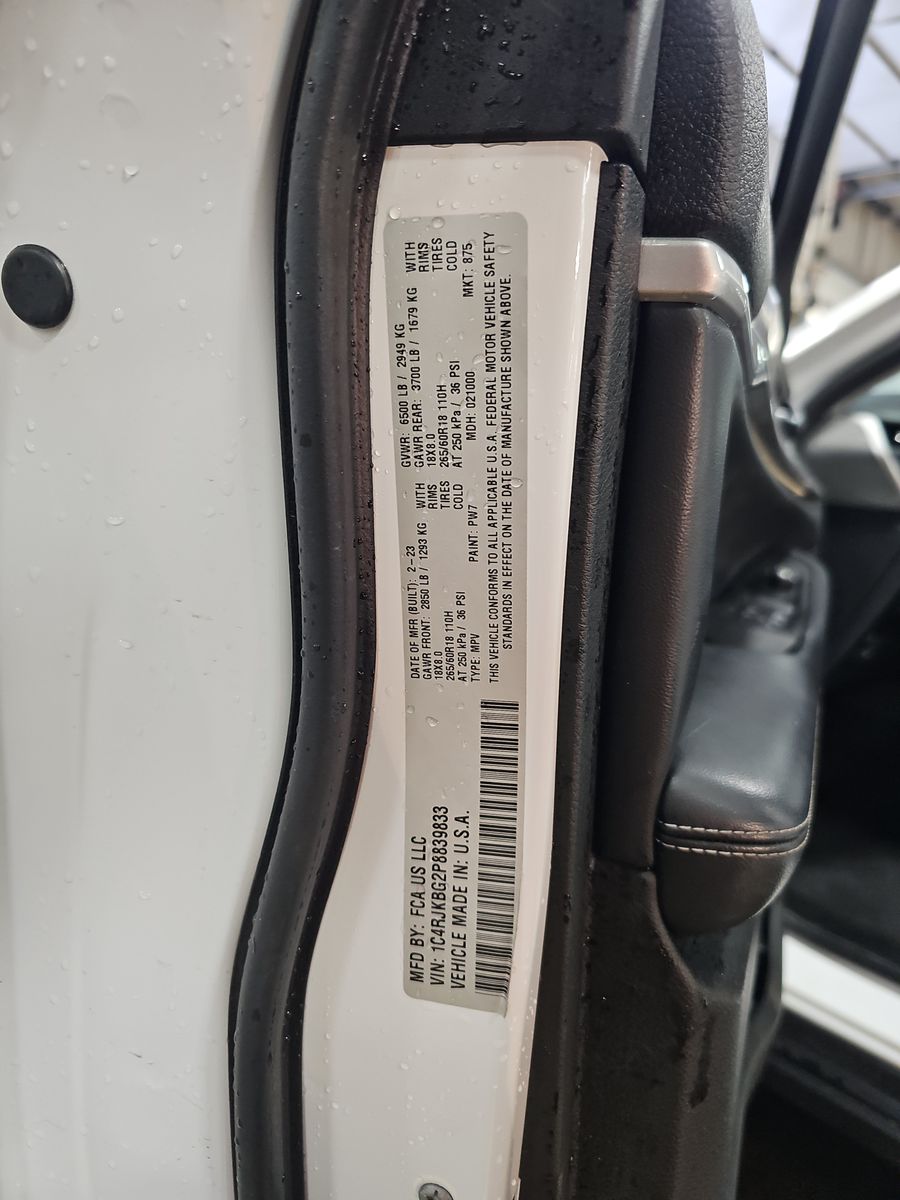 MFD BY: FCA US LLC
VIN: 1C4RJKBG2P8839833
VEHICLE MADE IN: U.S.A.
DATE OF MFR (BUILT): 2-23 GVWR: 6500 LB / 2949 KG
GAWR FRONT: 2850 LB / 1293 KG WITH GAWR REAR: 3700 LB / 1679 KG WITH
18X8.0 RIMS 18X8.0 RIMS
265/60R18 110H TIRES 265/60R18 110H TIRES
AT 250 kPa / 36 PSI COLD AT 250 kPa / 36 PSI COLD
TYPE: MPV PAINT: PW7 MDH: 021000 MKT: 875
THIS VEHICLE CONFORMS TO ALL APPLICABLE U.S.A. FEDERAL MOTOR VEHICLE SAFETY
STANDARDS IN EFFECT ON THE DATE OF MANUFACTURE SHOWN ABOVE.